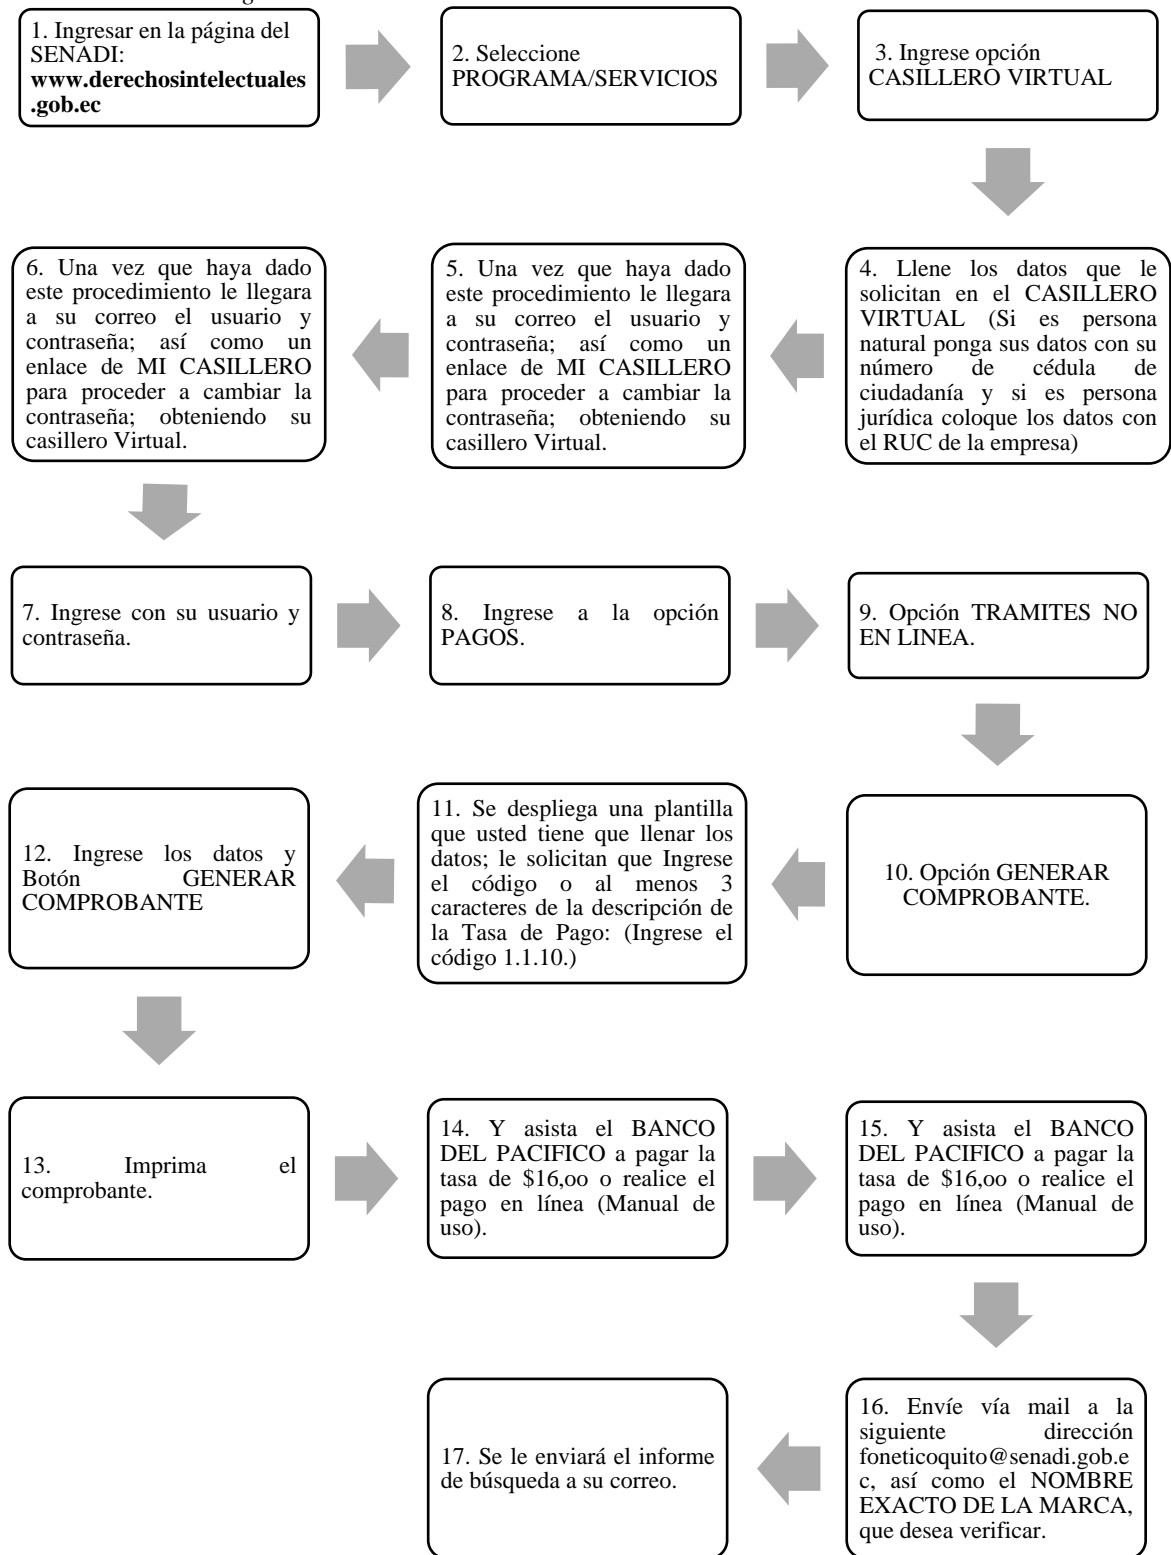 1. Ingresar en la página del
SENADI:
www.derechosintelectuales
.gob.ec
2. Seleccione
PROGRAMA/SERVICIOS
3. Ingrese opción
CASILLERO VIRTUAL
4. Llene los datos que le
solicitan en el CASILLERO
VIRTUAL (Si es persona
natural ponga sus datos con su
número de cédula de
ciudadanía y si es persona
jurídica coloque los datos con
el RUC de la empresa)
5. Una vez que haya dado
este procedimiento le llegara
a su correo el usuario y
contraseña; así como un
enlace de MI CASILLERO
para proceder a cambiar la
contraseña; obteniendo su
casillero Virtual.
6. Una vez que haya dado
este procedimiento le llegara
a su correo el usuario y
contraseña; así como un
enlace de MI CASILLERO
para proceder a cambiar la
contraseña; obteniendo su
casillero Virtual.
7. Ingrese con su usuario y
contraseña.
8. Ingrese a la opción
PAGOS.
9. Opción TRAMITES NO
EN LINEA.
10. Opción GENERAR
COMPROBANTE.
11. Se despliega una plantilla
que usted tiene que llenar los
datos; le solicitan que Ingrese
el código o al menos 3
caracteres de la descripción de
la Tasa de Pago: (Ingrese el
código 1.1.10.)
12. Ingrese los datos y
Botón GENERAR
COMPROBANTE
13. Imprima el
comprobante.
14. Y asista el BANCO
DEL PACIFICO a pagar la
tasa de $16,oo o realice el
pago en línea (Manual de
uso).
15. Y asista el BANCO
DEL PACIFICO a pagar la
tasa de $16,oo o realice el
pago en línea (Manual de
uso).
16. Envíe vía mail a la
siguiente dirección
foneticoquito@senadi.gob.e
c, así como el NOMBRE
EXACTO DE LA MARCA,
que desea verificar.
17. Se le enviará el informe
de búsqueda a su correo.